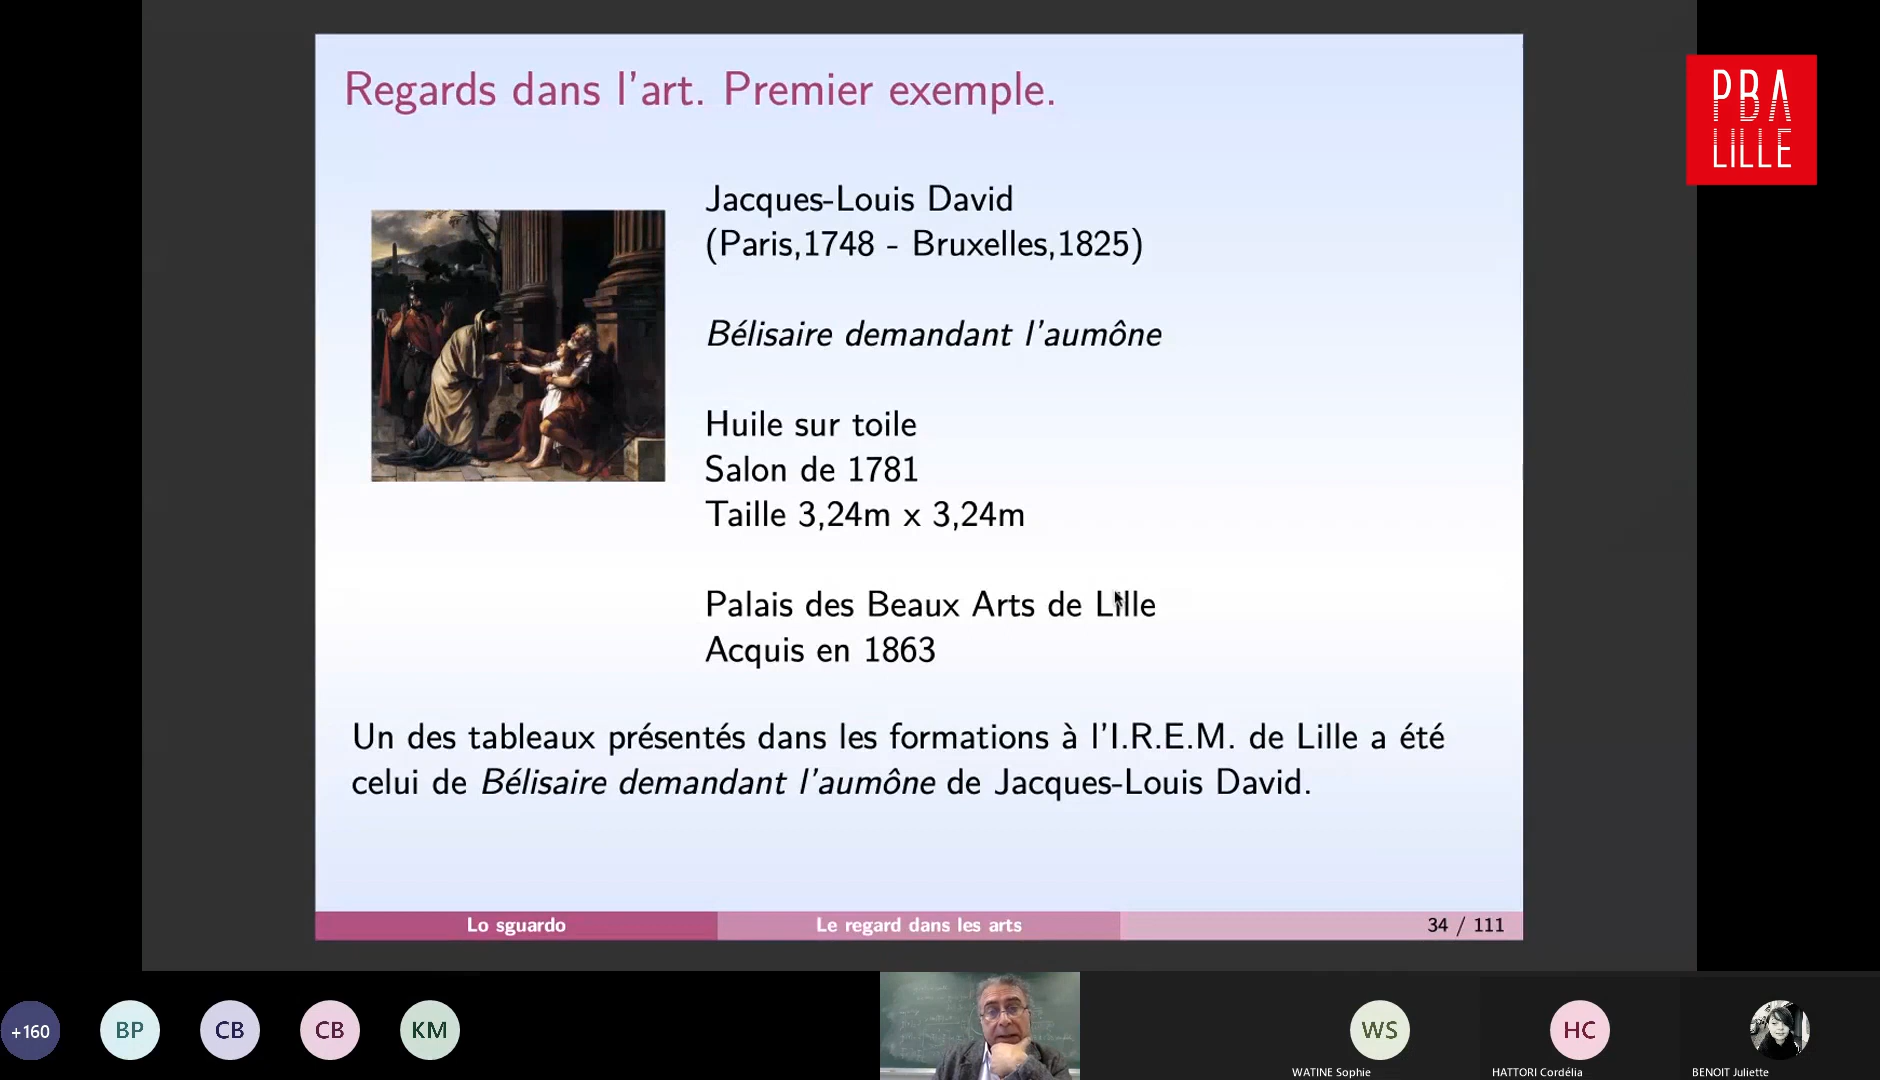 Regards dans l'art. Premier exemple.
Jacques-Louis David
(Paris,1748 - Bruxelles,1825)
Bélisaire demandant l'aumône
Huile sur toile
Salon de 1781
Taille 3,24m x 3,24m
Palais des Beaux Arts de Lille
Acquis en 1863
Un des tableaux présentés dans les formations à l'I.R.E.M. de Lille a été
celui de Bélisaire demandant l'aumône de Jacques-Louis David.
Lo sguardo
Le regard dans les arts
34 / 111
PBA
LILLE
+160
BP
CB
CB
KM
WS
HC
WATINE Sophie
HATTORI Cordélia
BENOIT Juliette